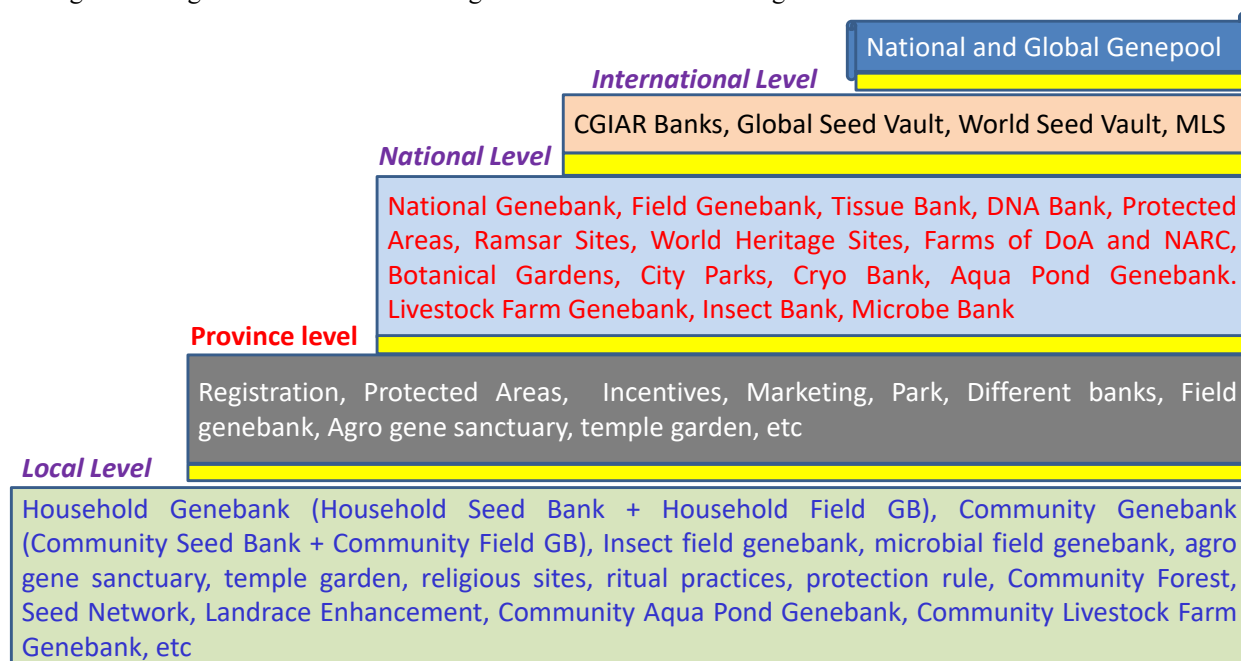 National and Global Genepool
International Level
CGIAR Banks, Global Seed Vault, World Seed Vault, MLS
National Level
National Genebank, Field Genebank, Tissue Bank, DNA Bank, Protected
Areas, Ramsar Sites, World Heritage Sites, Farms of DoA and NARC,
Botanical Gardens, City Parks, Cryo Bank, Aqua Pond Genebank.
Livestock Farm Genebank, Insect Bank, Microbe Bank
Province level
Registration, Protected Areas, Incentives, Marketing, Park, Different banks, Field
genebank, Agro gene sanctuary, temple garden, etc
Local Level
Household Genebank (Household Seed Bank + Household Field GB), Community Genebank
(Community Seed Bank + Community Field GB), Insect field genebank, microbial field genebank, agro
gene sanctuary, temple garden, religious sites, ritual practices, protection rule, Community Forest,
Seed Network, Landrace Enhancement, Community Aqua Pond Genebank, Community Livestock Farm
Genebank, etc